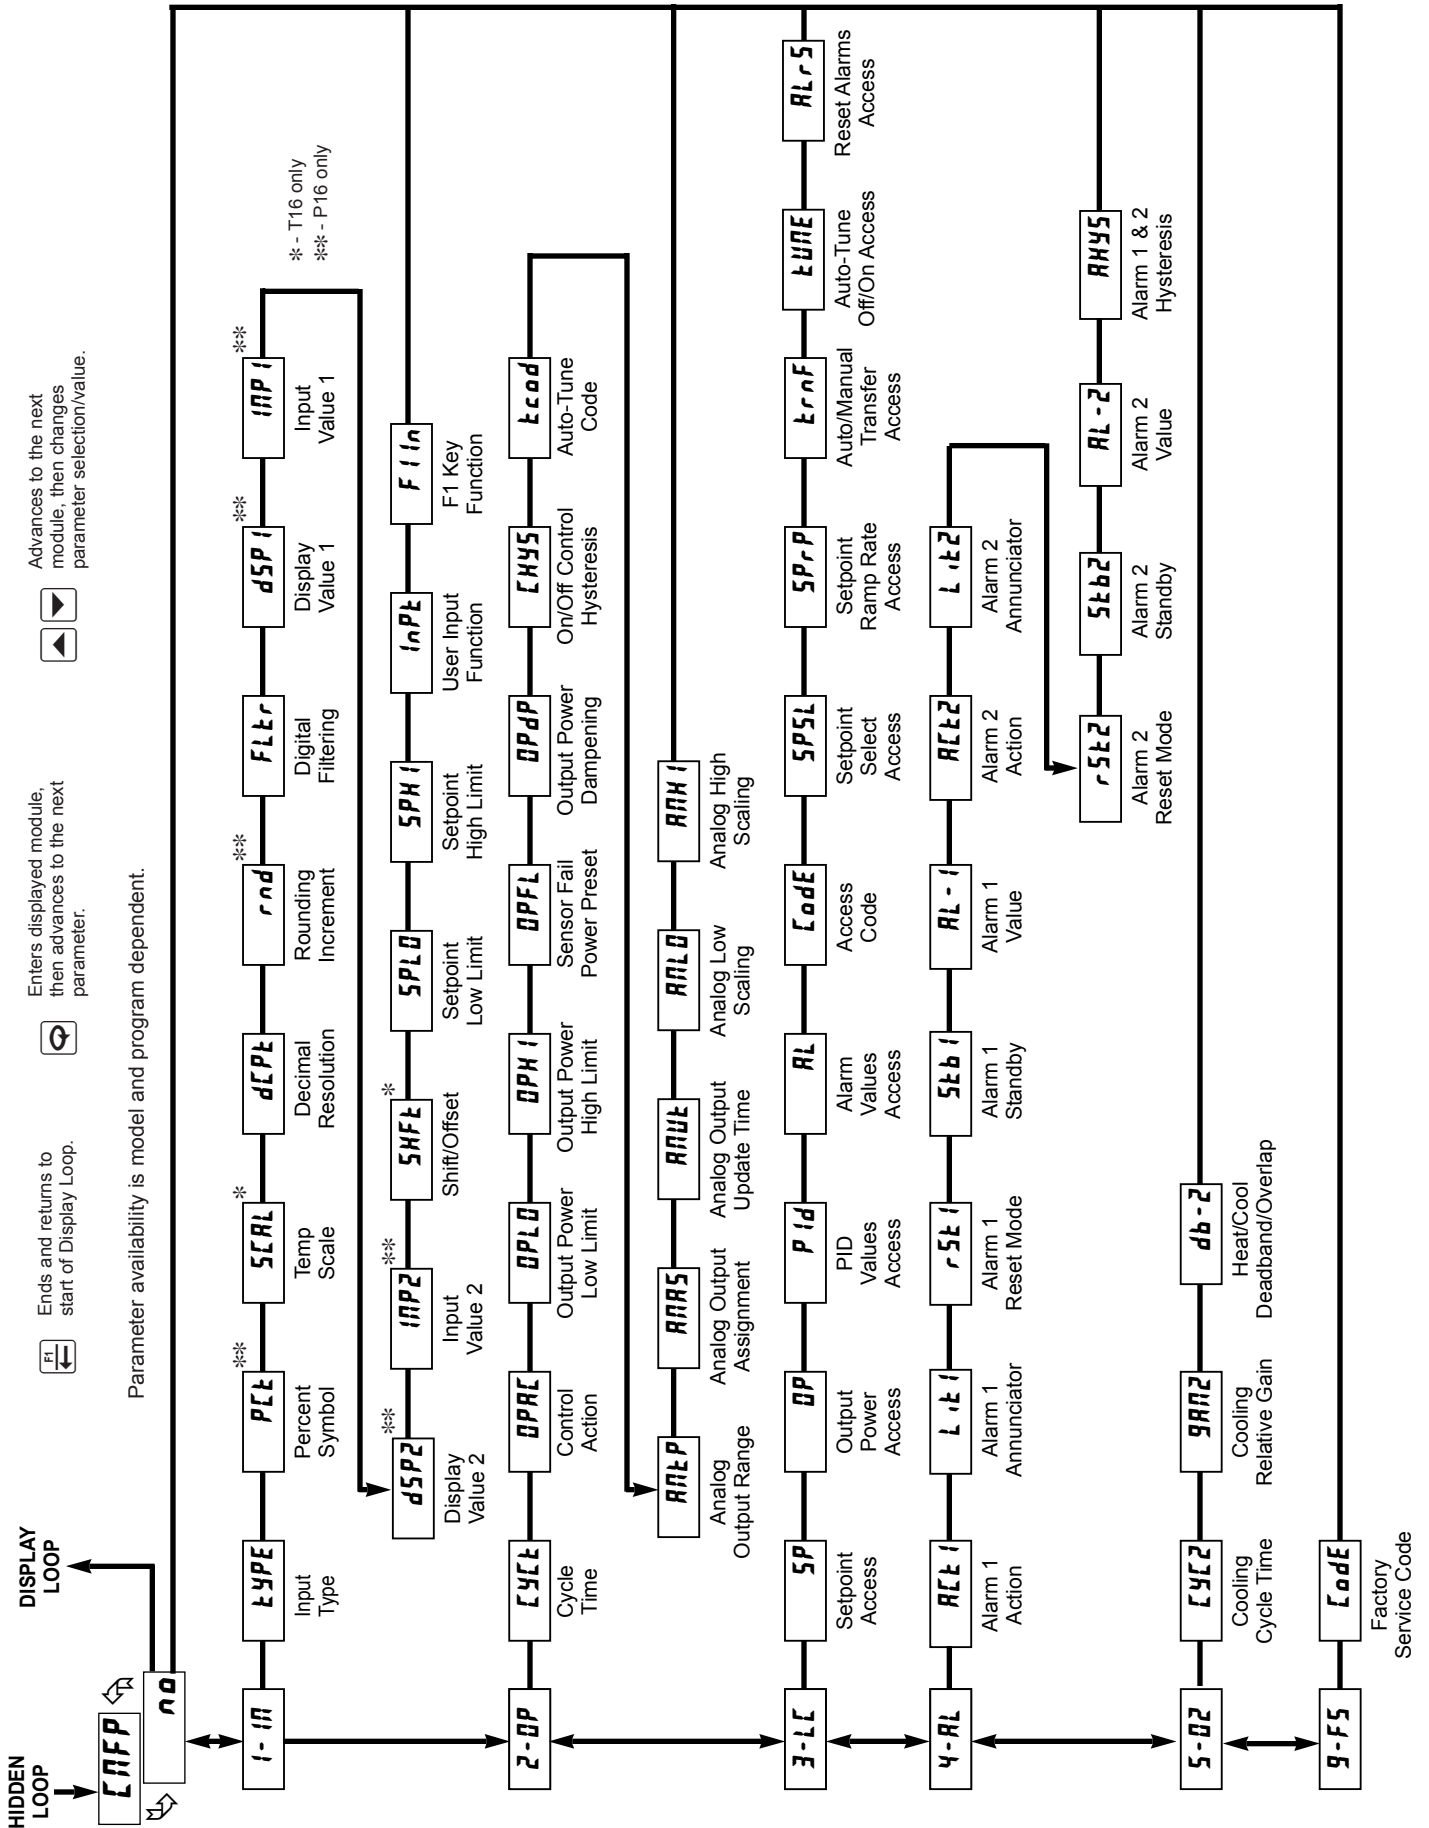 HIDDEN
LOOP
CNFP
NO
DISPLAY
LOOP
F1
Ends and returns to
start of Display Loop.
Enters displayed module,
then advances to the next
parameter.
Advances to the next
module, then changes
parameter selection/value.
Parameter availability is model and program dependent.
✻ - T16 only
✻✻ - P16 only
1-IN
tYPE
Input
Type
PCt ✻✻
Percent
Symbol
SCAL ✻
Temp
Scale
dCPt
Decimal
Resolution
rnd ✻✻
Rounding
Increment
FLtr
Digital
Filtering
dSP1 ✻✻
Display
Value 1
INP1 ✻✻
Input
Value 1
dSP2 ✻✻
Display
Value 2
INP2 ✻✻
Input
Value 2
SHFt ✻
Shift/Offset
SPLO
Setpoint
Low Limit
SPHI
Setpoint
High Limit
InPt
User Input
Function
F1In
F1 Key
Function
2-OP
CYCt
Cycle
Time
OPAC
Control
Action
OPLO
Output Power
Low Limit
OPHI
Output Power
High Limit
OPFL
Sensor Fail
Power Preset
OPdP
Output Power
Dampening
CHYS
On/Off Control
Hysteresis
tcod
Auto-Tune
Code
ANtP
Analog
Output Range
ANAS
Analog Output
Assignment
ANUt
Analog Output
Update Time
ANLO
Analog Low
Scaling
ANHI
Analog High
Scaling
3-LC
SP
Setpoint
Access
OP
Output
Power
Access
PId
PID
Values
Access
AL
Alarm
Values
Access
CodE
Access
Code
SPSL
Setpoint
Select
Access
SPrP
Setpoint
Ramp Rate
Access
trnF
Auto/Manual
Transfer
Access
tUNE
Auto-Tune
Off/On Access
ALrS
Reset Alarms
Access
4-AL
ACt1
Alarm 1
Action
Lit1
Alarm 1
Annunciator
rSt1
Alarm 1
Reset Mode
Stb1
Alarm 1
Standby
AL-1
Alarm 1
Value
ACt2
Alarm 2
Action
Lit2
Alarm 2
Annunciator
rSt2
Alarm 2
Reset Mode
Stb2
Alarm 2
Standby
AL-2
Alarm 2
Value
AHYS
Alarm 1 & 2
Hysteresis
5-O2
CYC2
Cooling
Cycle Time
GAN2
Cooling
Relative Gain
db-2
Heat/Cool
Deadband/Overlap
9-FS
CodE
Factory
Service Code